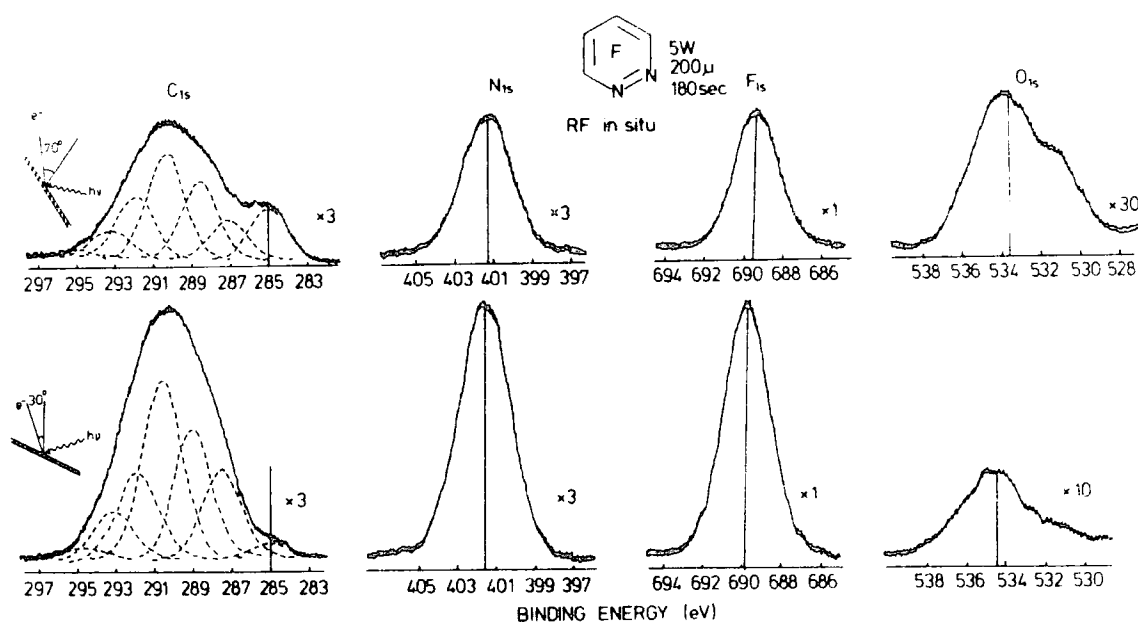 F
N
N
5W
200μ
180sec
RF in situ
C1s
N1s
F1s
O1s
e-
70°
hν
×3
×3
×1
×30
297 295 293 291 289 287 285 283
405 403 401 399 397
694 692 690 688 686
538 536 534 532 530 528
e- 30°
hν
×3
×3
×1
×10
297 295 293 291 289 287 285 283
405 403 401 399 397
694 692 690 688 686
538 536 534 532 530
BINDING ENERGY (eV)